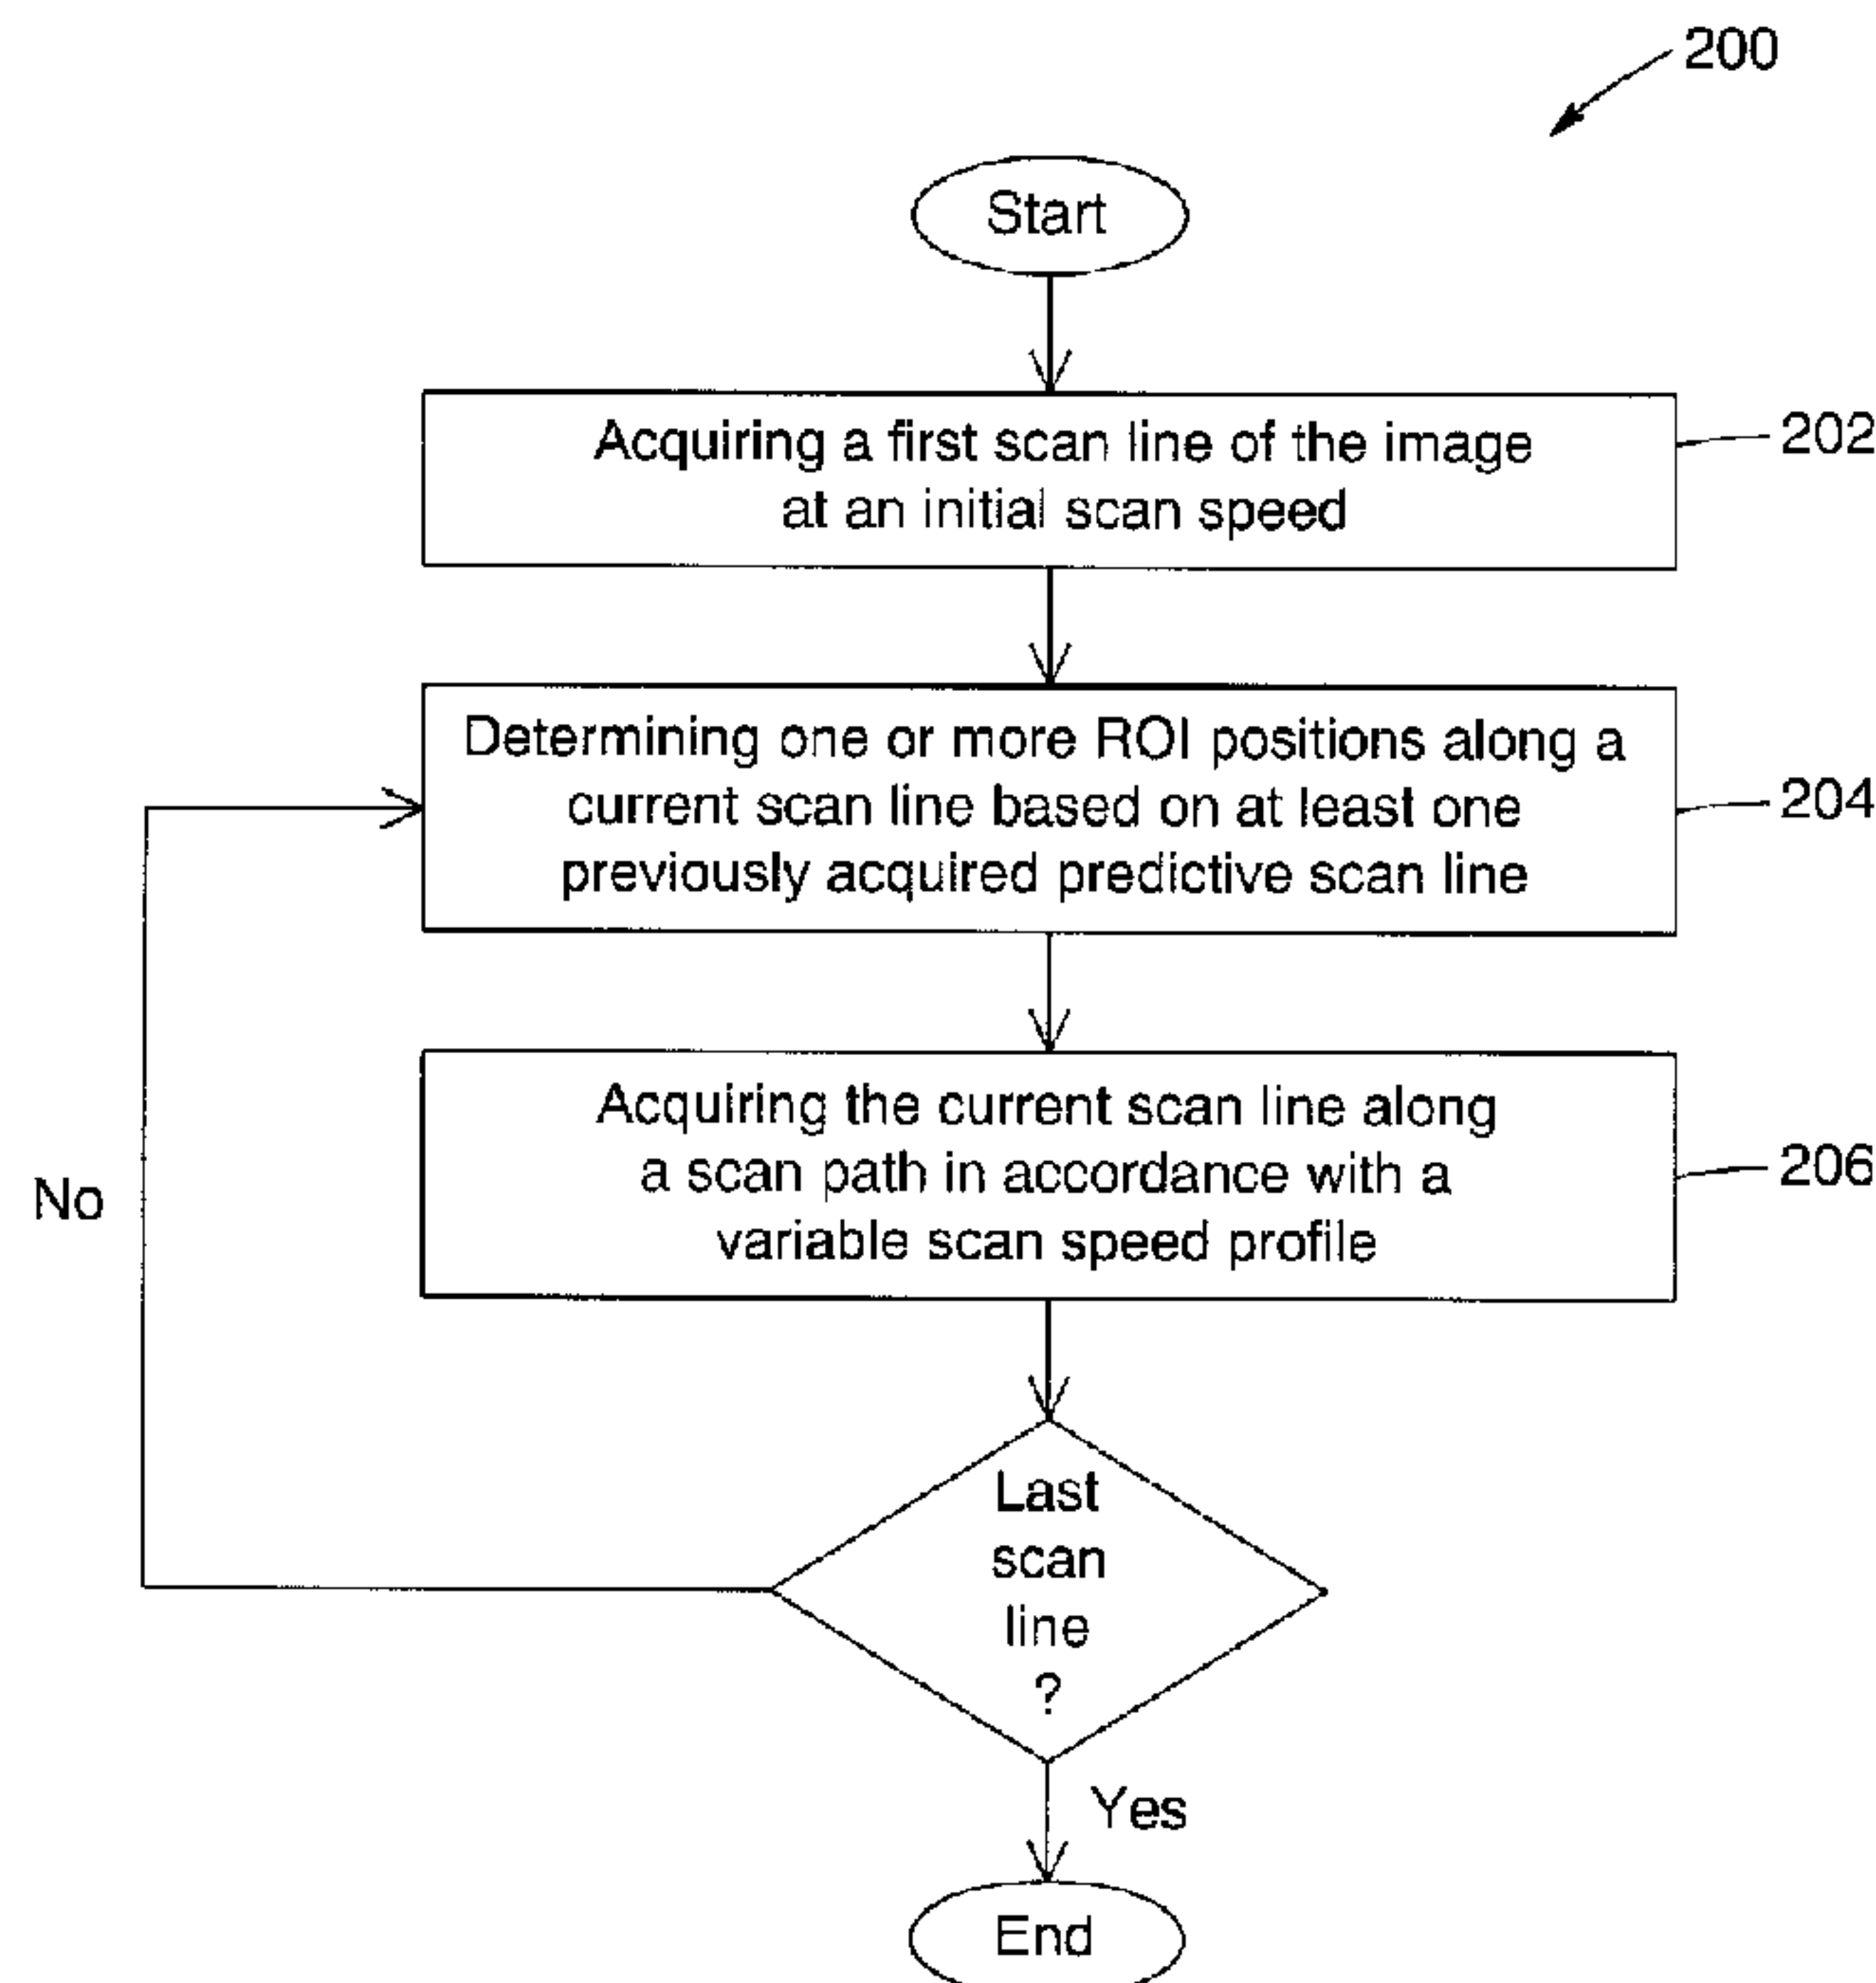 200
Start
Acquiring a first scan line of the image
at an initial scan speed
202
Determining one or more ROI positions along a
current scan line based on at least one
previously acquired predictive scan line
204
Acquiring the current scan line along
a scan path in accordance with a
variable scan speed profile
206
No
Last
scan
line
?
Yes
End